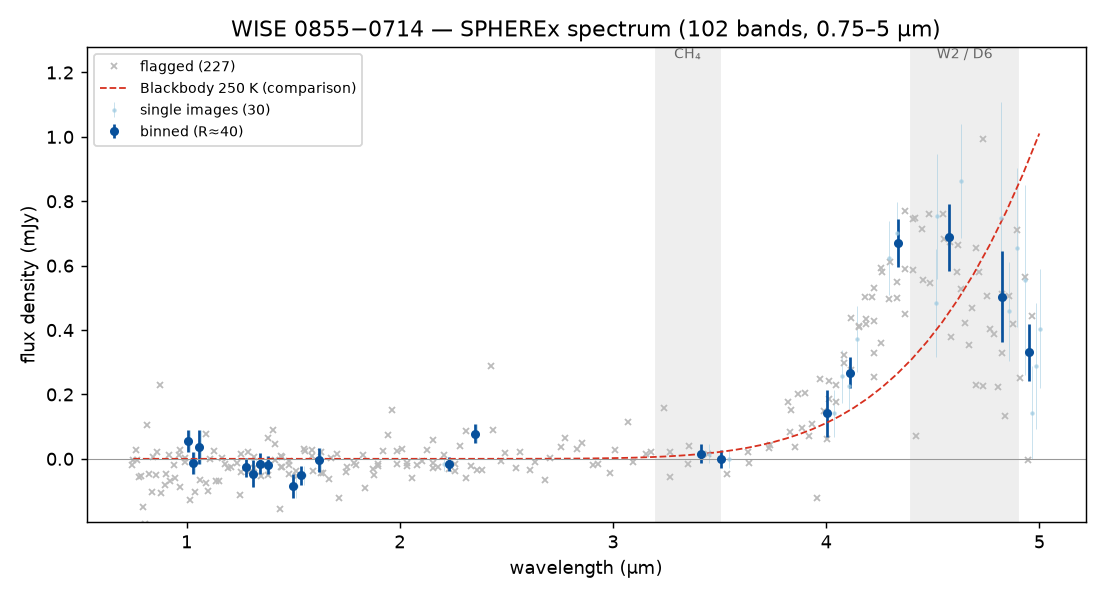 WISE 0855−0714 — SPHEREx spectrum (102 bands, 0.75–5 µm)
CH₄
W2 / D6
flagged (227)
Blackbody 250 K (comparison)
single images (30)
binned (R≈40)
flux density (mJy)
1.2
1.0
0.8
0.6
0.4
0.2
0.0
1 2 3 4 5
wavelength (µm)